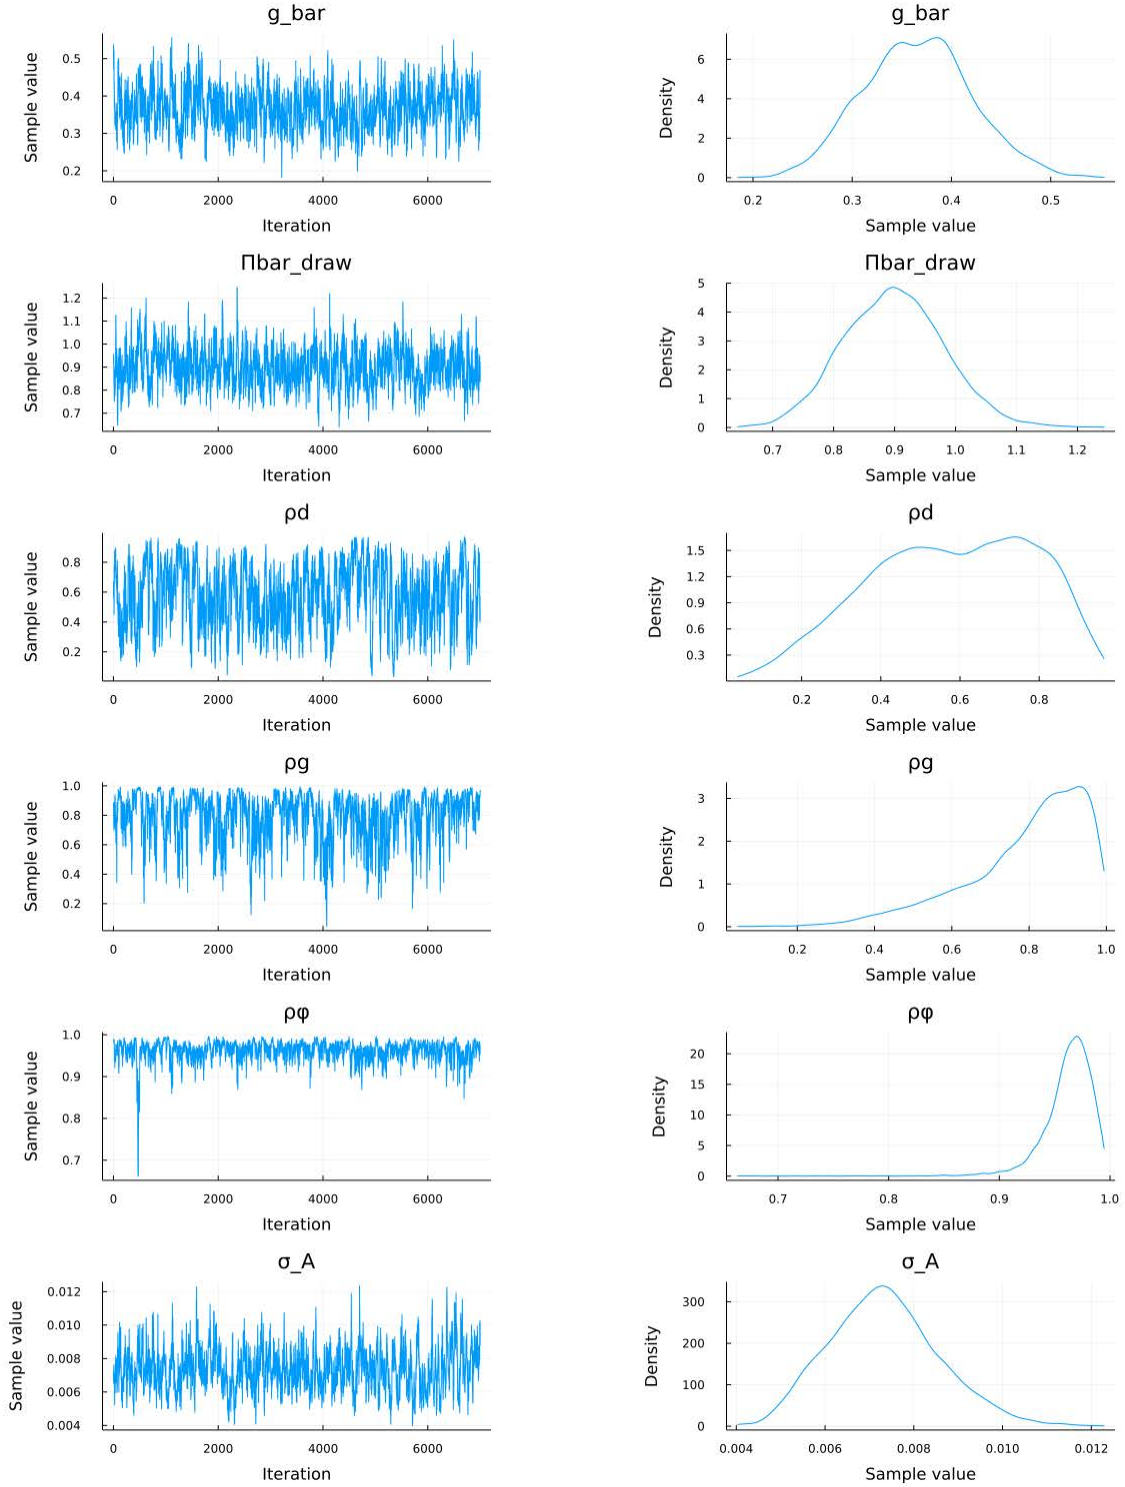 g_bar
g_bar
Sample value
0.5
0.4
0.3
0.2
0 2000 4000 6000
Iteration
Density
6
4
2
0
0.2 0.3 0.4 0.5
Sample value
Πbar_draw
Πbar_draw
Sample value
1.2
1.1
1.0
0.9
0.8
0.7
0 2000 4000 6000
Iteration
Density
5
4
3
2
1
0
0.7 0.8 0.9 1.0 1.1 1.2
Sample value
ρd
ρd
Sample value
0.8
0.6
0.4
0.2
0 2000 4000 6000
Iteration
Density
1.5
1.2
0.9
0.6
0.3
0.2 0.4 0.6 0.8
Sample value
ρg
ρg
Sample value
1.0
0.8
0.6
0.4
0.2
0 2000 4000 6000
Iteration
Density
3
2
1
0
0.2 0.4 0.6 0.8 1.0
Sample value
ρφ
ρφ
Sample value
1.0
0.9
0.8
0.7
0 2000 4000 6000
Iteration
Density
20
15
10
5
0
0.7 0.8 0.9 1.0
Sample value
σ_A
σ_A
Sample value
0.012
0.010
0.008
0.006
0.004
0 2000 4000 6000
Iteration
Density
300
200
100
0
0.004 0.006 0.008 0.010 0.012
Sample value